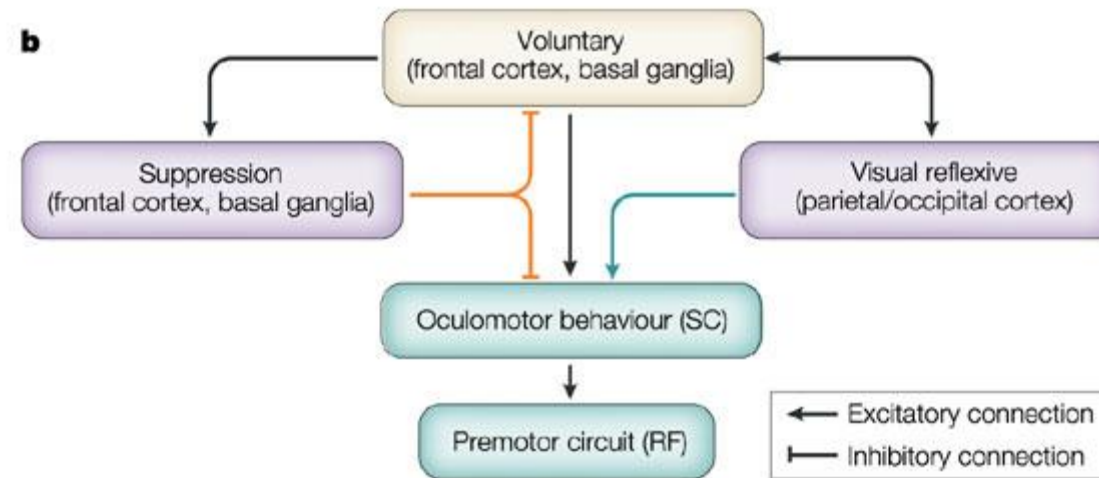 b
Voluntary
(frontal cortex, basal ganglia)
Suppression
(frontal cortex, basal ganglia)
Visual reflexive
(parietal/occipital cortex)
Oculomotor behaviour (SC)
Premotor circuit (RF)
Excitatory connection
Inhibitory connection